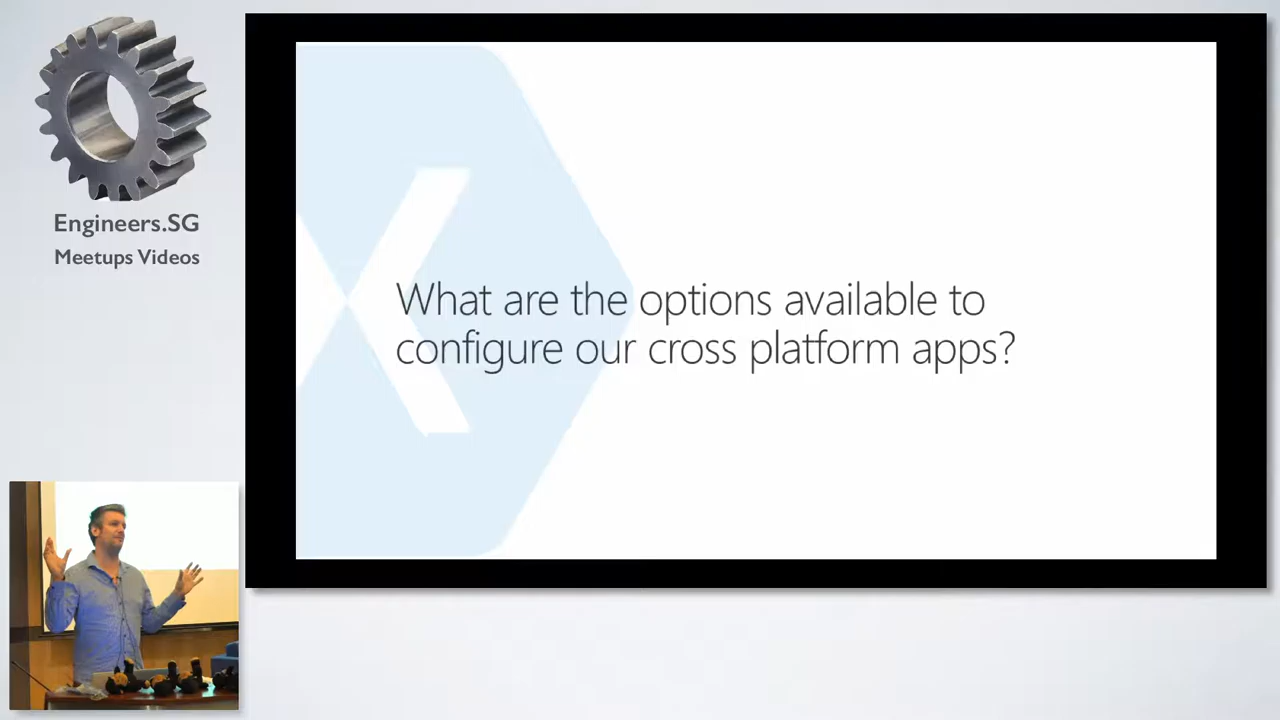 Engineers.SG
Meetups Videos
What are the options available to
configure our cross platform apps?